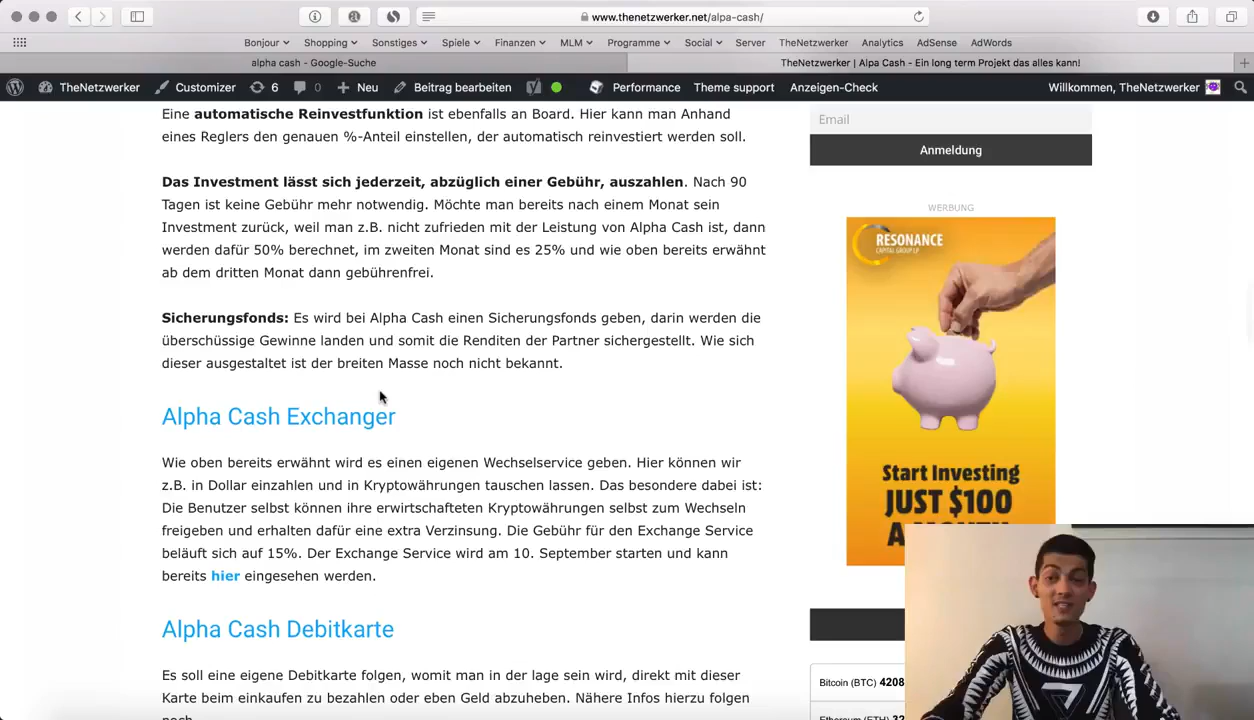 www.thenetzwerker.net/alpa-cash/
Bonjour Shopping Sonstiges Spiele Finanzen MLM Programme Social Server TheNetzwerker Analytics AdSense AdWords
alpha cash - Google-Suche
TheNetzwerker | Alpa Cash - Ein long term Projekt das alles kann!
TheNetzwerker Customizer 6 0 Neu Beitrag bearbeiten Performance Theme support Anzeigen-Check Willkommen, TheNetzwerker
Eine automatische Reinvestfunktion ist ebenfalls an Board. Hier kann man Anhand
eines Reglers den genauen %-Anteil einstellen, der automatisch reinvestiert werden soll.
Das Investment lässt sich jederzeit, abzüglich einer Gebühr, auszahlen. Nach 90
Tagen ist keine Gebühr mehr notwendig. Möchte man bereits nach einem Monat sein
Investment zurück, weil man z.B. nicht zufrieden mit der Leistung von Alpha Cash ist, dann
werden dafür 50% berechnet, im zweiten Monat sind es 25% und wie oben bereits erwähnt
ab dem dritten Monat dann gebührenfrei.
Sicherungsfonds: Es wird bei Alpha Cash einen Sicherungsfonds geben, darin werden die
überschüssige Gewinne landen und somit die Renditen der Partner sichergestellt. Wie sich
dieser ausgestaltet ist der breiten Masse noch nicht bekannt.
Alpha Cash Exchanger
Wie oben bereits erwähnt wird es einen eigenen Wechselservice geben. Hier können wir
z.B. in Dollar einzahlen und in Kryptowährungen tauschen lassen. Das besondere dabei ist:
Die Benutzer selbst können ihre erwirtschafteten Kryptowährungen selbst zum Wechseln
freigeben und erhalten dafür eine extra Verzinsung. Die Gebühr für den Exchange Service
beläuft sich auf 15%. Der Exchange Service wird am 10. September starten und kann
bereits hier eingesehen werden.
Alpha Cash Debitkarte
Es soll eine eigene Debitkarte folgen, womit man in der lage sein wird, direkt mit dieser
Karte beim einkaufen zu bezahlen oder eben Geld abzuheben. Nähere Infos hierzu folgen
noch
Email
Anmeldung
WERBUNG
RESONANCE
CAPITAL GROUP LP
Start Investing
JUST $100
A MONTH
Bitcoin (BTC) 4208
Ethereum (ETH) 32